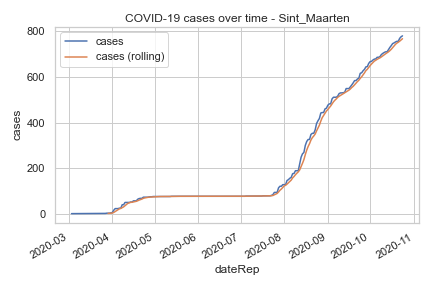 COVID-19 cases over time - Sint_Maarten
cases
cases (rolling)
cases
800
600
400
200
0
2020-03
2020-04
2020-05
2020-06
2020-07
2020-08
2020-09
2020-10
2020-11
dateRep